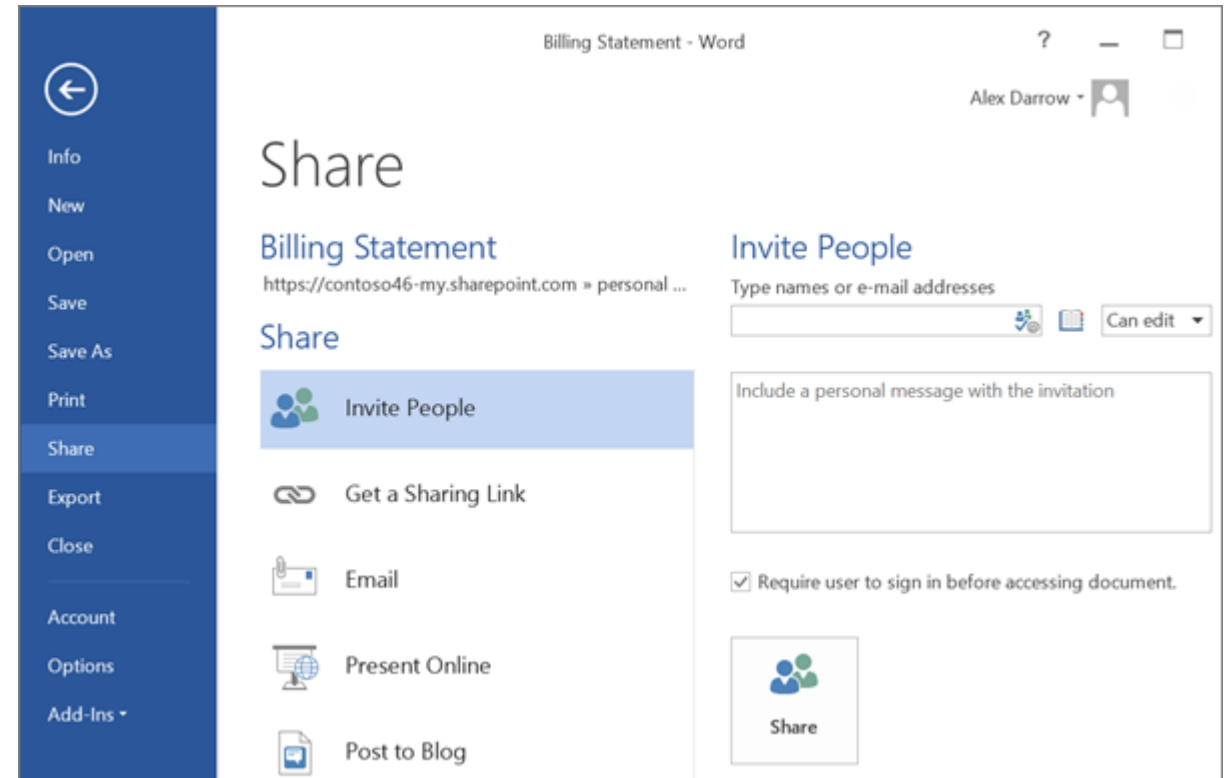 Billing Statement - Word
?
Alex Darrow
Info
New
Open
Save
Save As
Print
Share
Export
Close
Account
Options
Add-Ins
Share
Billing Statement
https://contoso46-my.sharepoint.com » personal ...
Share
Invite People
Get a Sharing Link
Email
Present Online
Post to Blog
Invite People
Type names or e-mail addresses
Can edit
Include a personal message with the invitation
Require user to sign in before accessing document.
Share